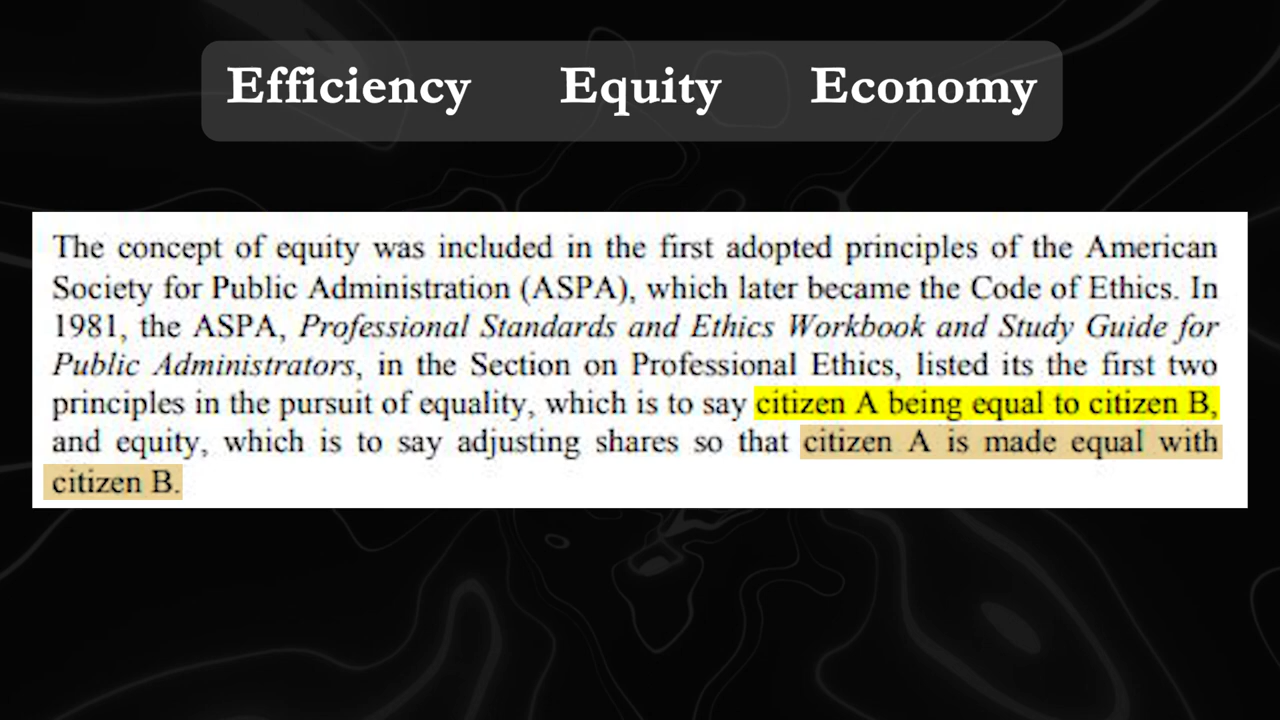 Efficiency Equity Economy
The concept of equity was included in the first adopted principles of the American
Society for Public Administration (ASPA), which later became the Code of Ethics. In
1981, the ASPA, Professional Standards and Ethics Workbook and Study Guide for
Public Administrators, in the Section on Professional Ethics, listed its the first two
principles in the pursuit of equality, which is to say citizen A being equal to citizen B,
and equity, which is to say adjusting shares so that citizen A is made equal with
citizen B.